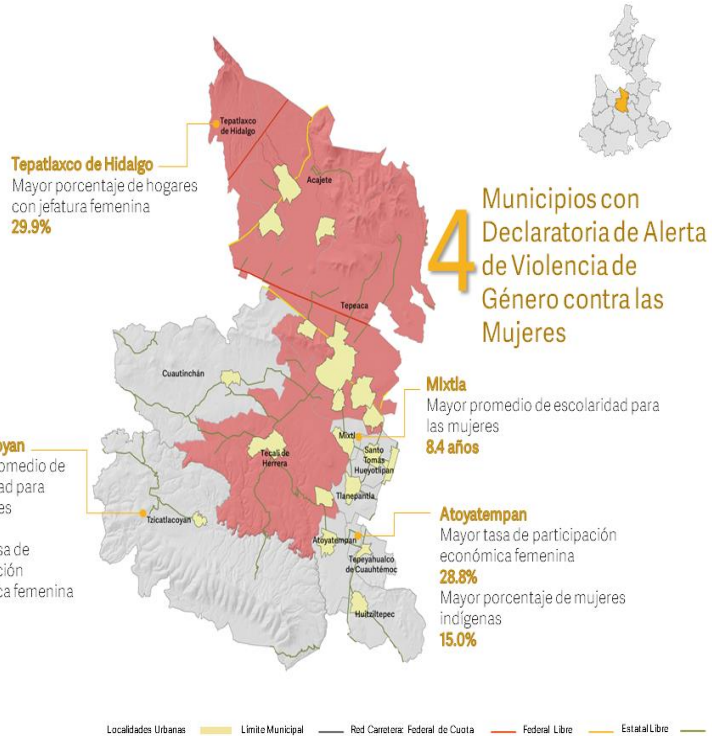 Tepatlaxco
de Hidalgo
Tepatlaxco de Hidalgo
Mayor porcentaje de hogares
con jefatura femenina
29.9%
Acajete
4
Municipios con
Declaratoria de Alerta
de Violencia de
Género contra las
Mujeres
Tepeaca
Cuautinchán
Mixtla
Mayor promedio de escolaridad para
las mujeres
8.4 años
Mixtl
Santo
Tomás
Hueyotlipan
Tecali de
Herrera
Tlanepantla
oyan
omedio de
ad para
es
Tzicatlacoyan
sa de
ción
ca femenina
Atoyatempan
Atoyatempan
Mayor tasa de participación
económica femenina
28.8%
Mayor porcentaje de mujeres
indígenas
15.0%
Tepeyahualco
de Cuauhtémoc
Huitziltepec
Localidades Urbanas
Límite Municipal
Red Carretera: Federal de Cuota
Federal Libre
Estatal Libre